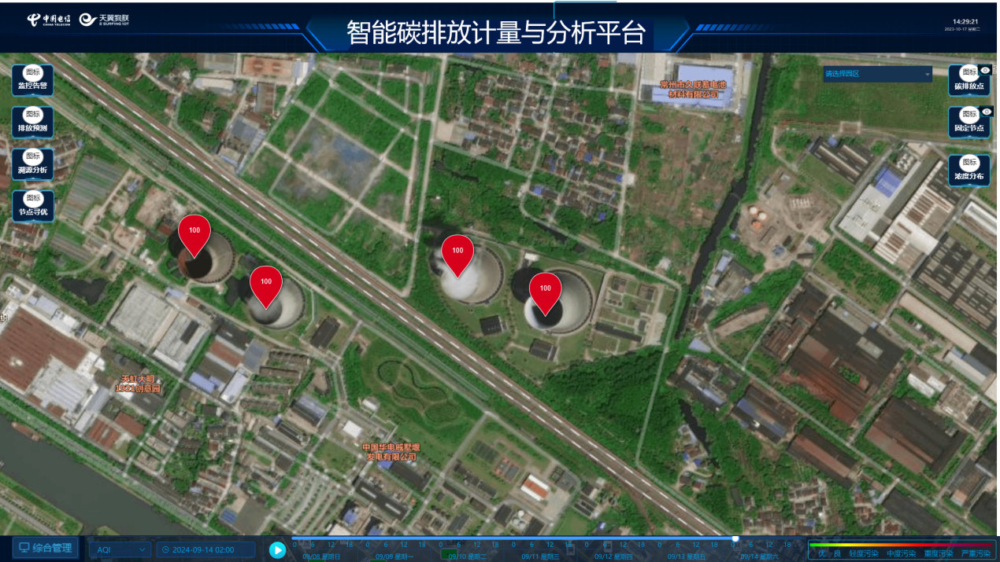 中国电信
CHINA TELECOM
天翼物联
E SURFING IOT
智能碳排放计量与分析平台
14:29:21
2023-10-17 星期二
图标
监控告警
图标
排放预测
图标
溯源分析
图标
节点寻优
请选择园区
图标
碳排放点
图标
固定节点
图标
浓度分布
常州市久联蓄电池
材料有限公司
100
100
100
100
天虹大明
1921创意园
中国华电戚墅堰
发电有限公司
综合管理
AQI
2024-09-14 02:00
0 6 12 18 0 6 12 18 0 6 12 18 0 6 12 18 0 6 12 18 0 6 12 18 0 6 12 18
09/08 星期日 09/09 星期一 09/10 星期二 09/11 星期三 09/12 星期四 09/13 星期五 09/14 星期六
优 良 轻度污染 中度污染 重度污染 严重污染